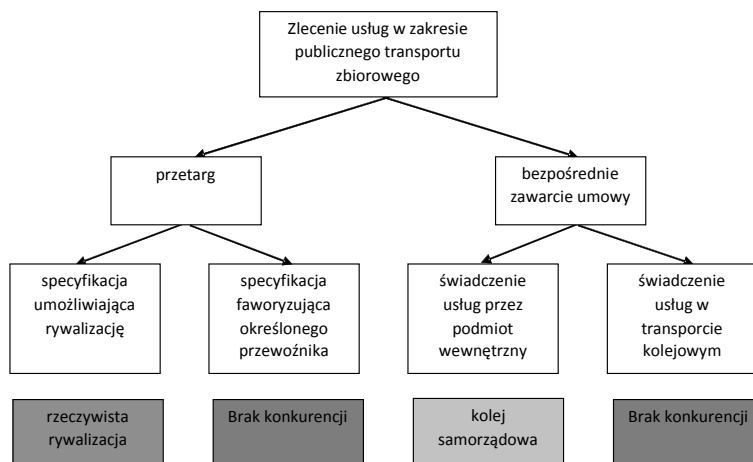 Zlecenie usług w zakresie
publicznego transportu
zbiorowego
przetarg
bezpośrednie
zawarcie umowy
specyfikacja
umożliwiająca
rywalizację
specyfikacja
faworyzująca
określonego
przewoźnika
świadczenie
usług przez
podmiot
wewnętrzny
świadczenie
usług w
transporcie
kolejowym
rzeczywista
rywalizacja
Brak konkurencji
kolej
samorządowa
Brak konkurencji